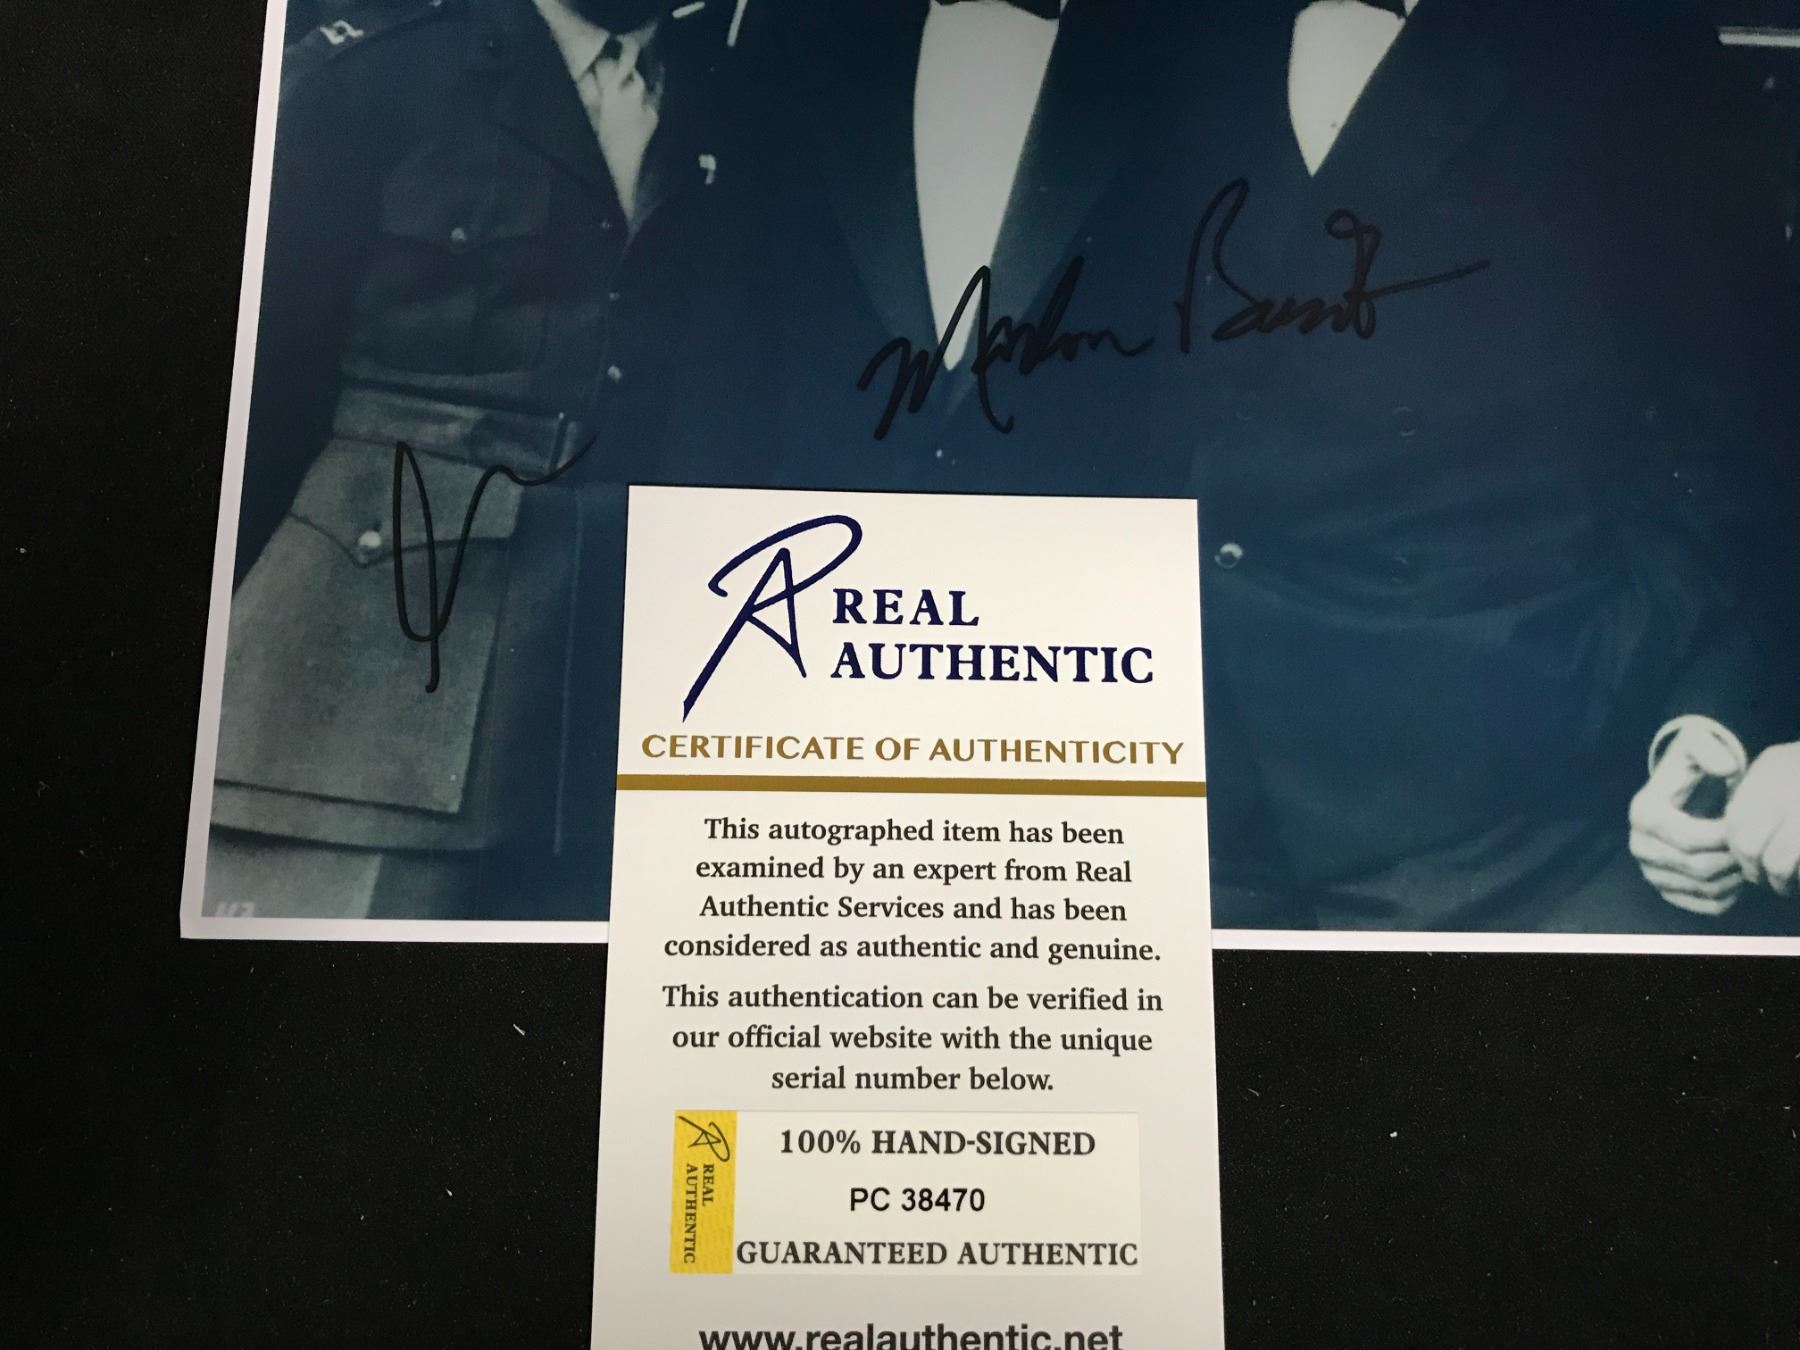 Marlon
REAL
AUTHENTIC
CERTIFICATE OF AUTHENTICITY
This autographed item has been
examined by an expert from Real
Authentic Services and has been
considered as authentic and genuine.
This authentication can be verified in
our official website with the unique
serial number below.
REAL
AUTHENTIC
100% HAND-SIGNED
PC 38470
GUARANTEED AUTHENTIC
www.realauthentic.net